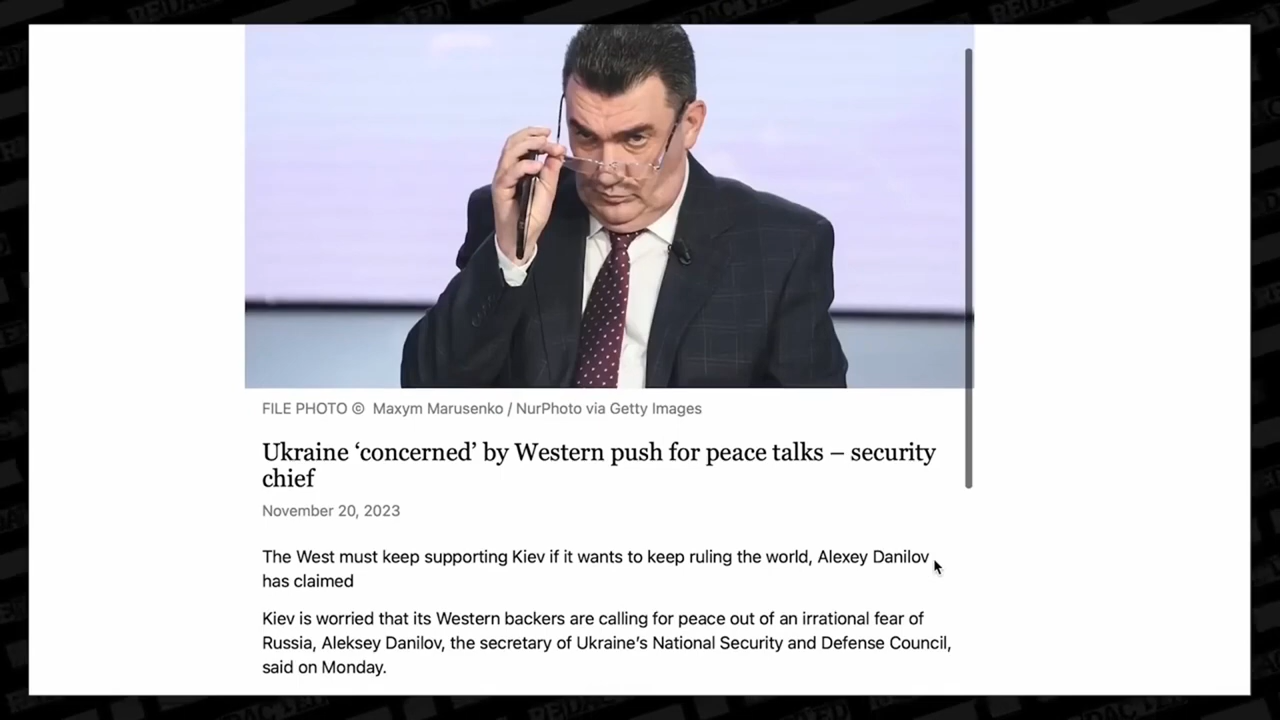 REDACTED
FILE PHOTO © Maxym Marusenko / NurPhoto via Getty Images
Ukraine ‘concerned’ by Western push for peace talks – security
chief
November 20, 2023
The West must keep supporting Kiev if it wants to keep ruling the world, Alexey Danilov
has claimed
Kiev is worried that its Western backers are calling for peace out of an irrational fear of
Russia, Aleksey Danilov, the secretary of Ukraine’s National Security and Defense Council,
said on Monday.
REDACTED